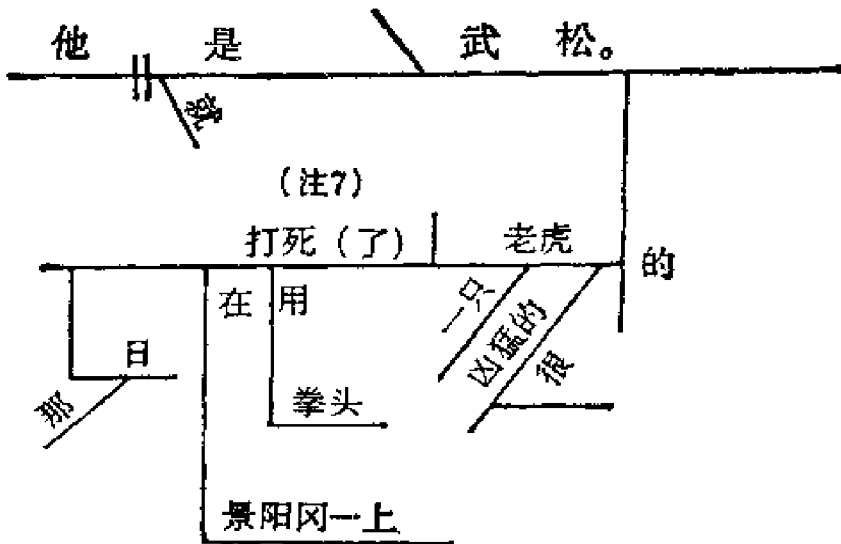 他 是 武 松。
就
(注7)
打死(了) 老虎 的
在 用
一只
凶猛的
很
日
那
拳头
景阳冈一上